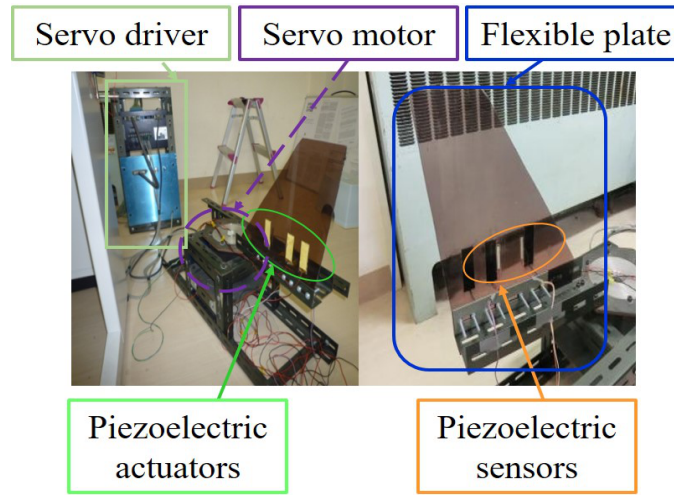 Servo driver
Servo motor
Flexible plate
Piezoelectric
actuators
Piezoelectric
sensors